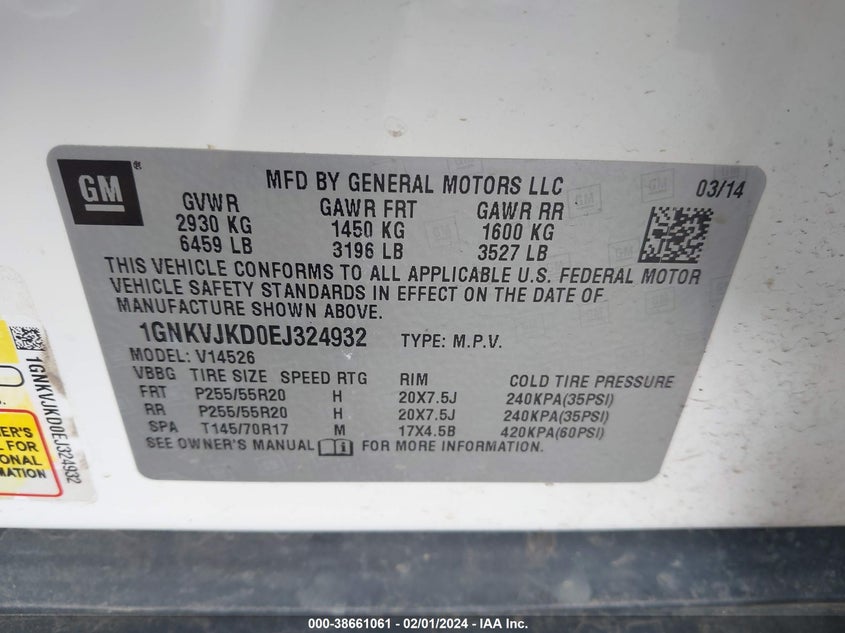 GM ®
MFD BY GENERAL MOTORS LLC 03/14
GVWR GAWR FRT GAWR RR
2930 KG 1450 KG 1600 KG
6459 LB 3196 LB 3527 LB
THIS VEHICLE CONFORMS TO ALL APPLICABLE U.S. FEDERAL MOTOR
VEHICLE SAFETY STANDARDS IN EFFECT ON THE DATE OF
MANUFACTURE SHOWN ABOVE.
1GNKVJKD0EJ324932 TYPE: M.P.V.
MODEL: V14526
VBBG TIRE SIZE SPEED RTG RIM COLD TIRE PRESSURE
FRT P255/55R20 H 20X7.5J 240KPA(35PSI)
RR P255/55R20 H 20X7.5J 240KPA(35PSI)
SPA T145/70R17 M 17X4.5B 420KPA(60PSI)
SEE OWNER'S MANUAL FOR MORE INFORMATION.
1GNKVJKD0EJ324932
ER'S
L FOR
IONAL
MATION
000-38661061 - 02/01/2024 - IAA Inc.